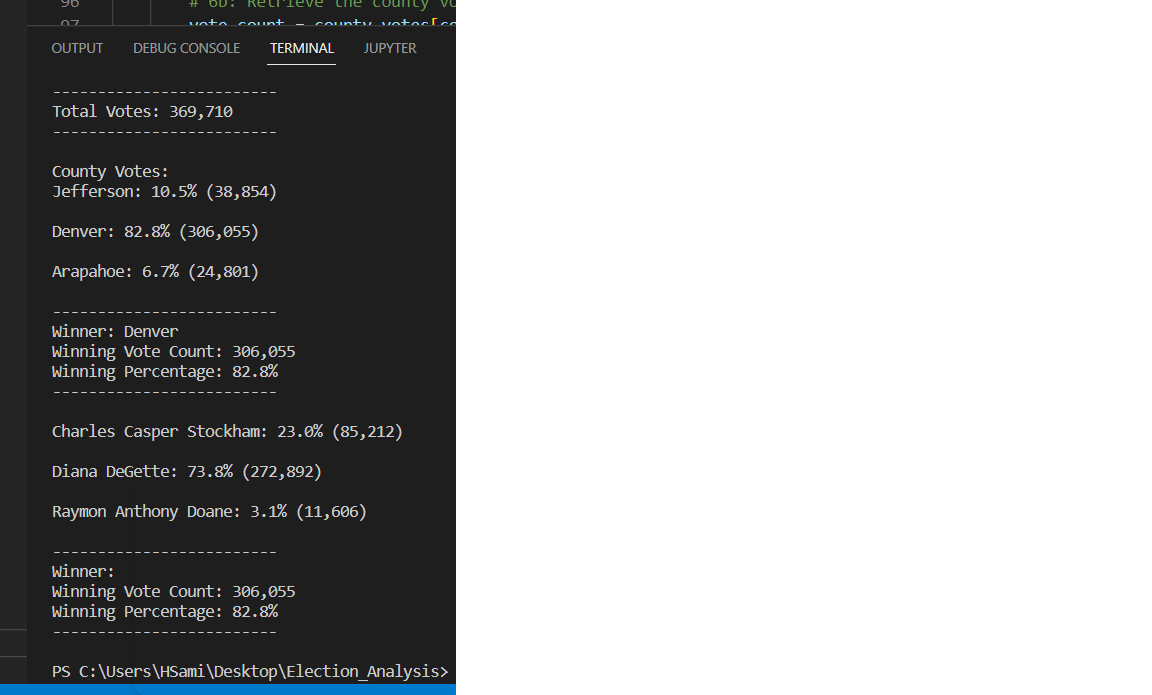 96 # 6b: Retrieve the county vo
97 vote_count = county_votes[co
OUTPUT DEBUG CONSOLE TERMINAL JUPYTER
-------------------------
Total Votes: 369,710
-------------------------
County Votes:
Jefferson: 10.5% (38,854)
Denver: 82.8% (306,055)
Arapahoe: 6.7% (24,801)
-------------------------
Winner: Denver
Winning Vote Count: 306,055
Winning Percentage: 82.8%
-------------------------
Charles Casper Stockham: 23.0% (85,212)
Diana DeGette: 73.8% (272,892)
Raymon Anthony Doane: 3.1% (11,606)
-------------------------
Winner:
Winning Vote Count: 306,055
Winning Percentage: 82.8%
-------------------------
PS C:\Users\HSami\Desktop\Election_Analysis>